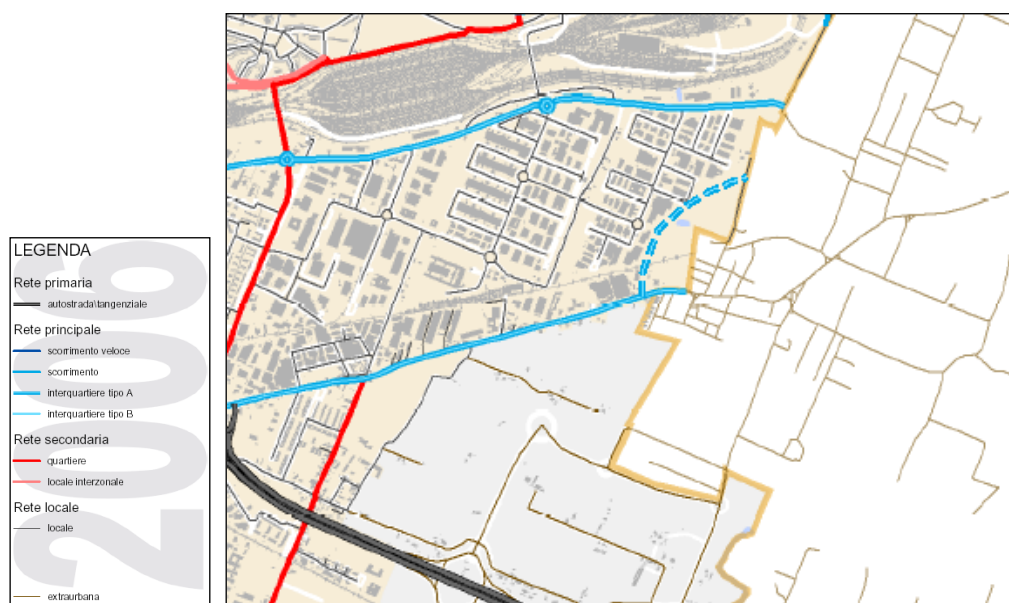 2006
LEGENDA
Rete primaria
autostrada\tangenziale
Rete principale
scorrimento veloce
scorrimento
interquartiere tipo A
interquartiere tipo B
Rete secondaria
quartiere
locale interzonale
Rete locale
locale
extraurbana